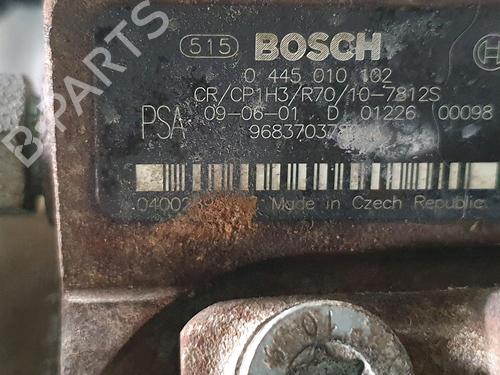 B-PARTS
515 BOSCH
0 445 010 102
CR/CP1H3/R70/10-7812S
PSA 09-06-01 D 01226 00098
Made in Czech Republic